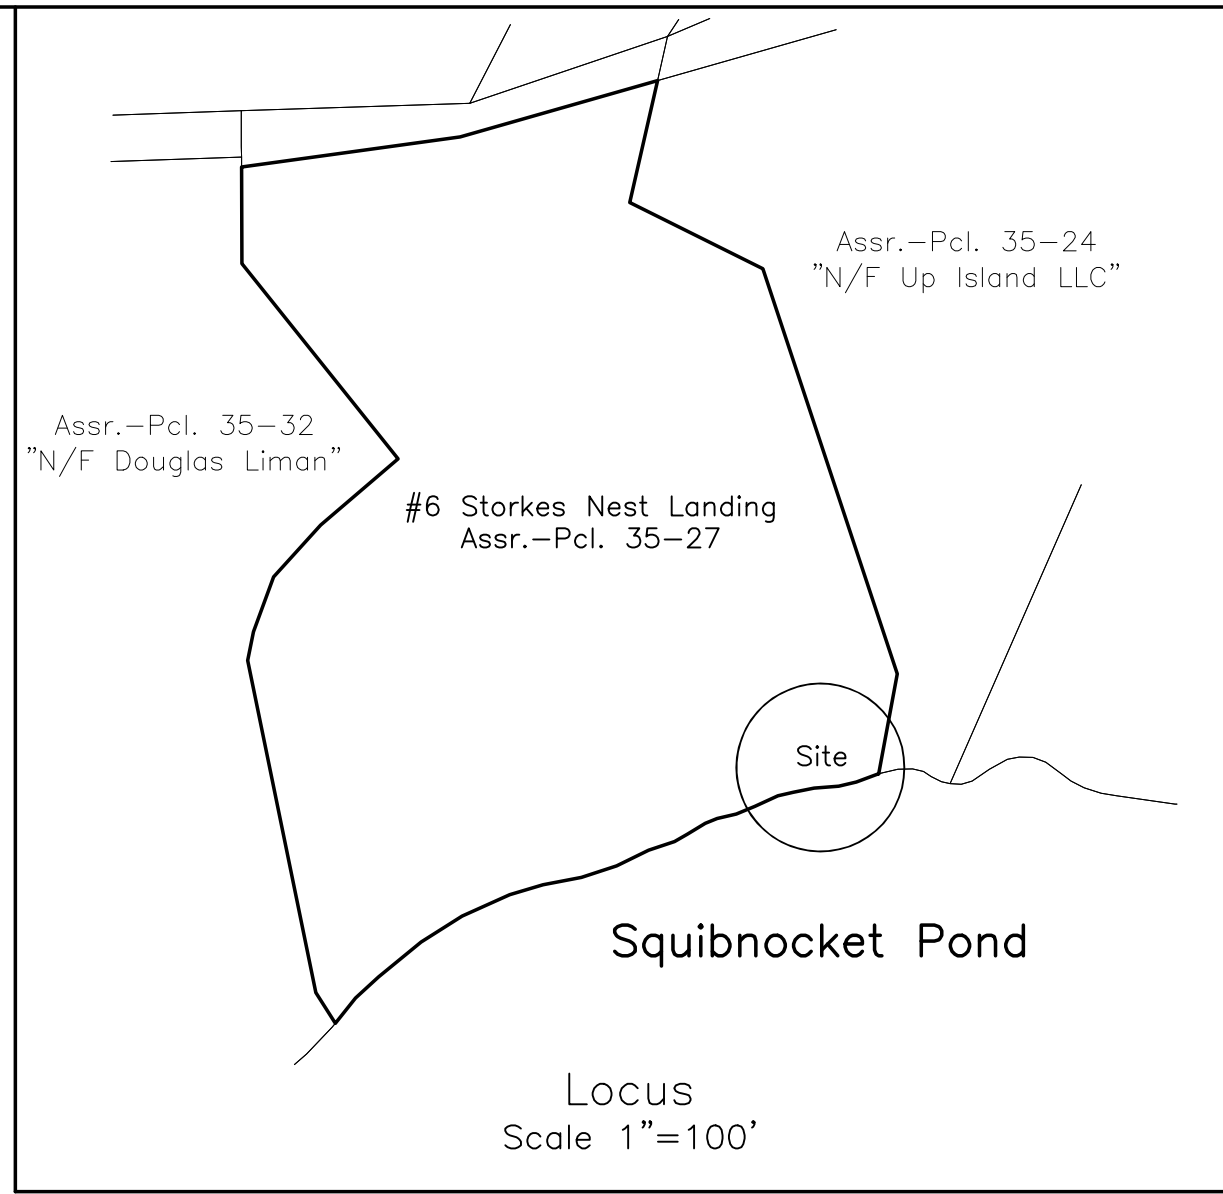 Assr.-Pcl. 35-24
"N/F Up Island LLC"
Assr.-Pcl. 35-32
"N/F Douglas Liman"
#6 Storkes Nest Landing
Assr.-Pcl. 35-27
Site
Squibnocket Pond
Locus
Scale 1"=100'